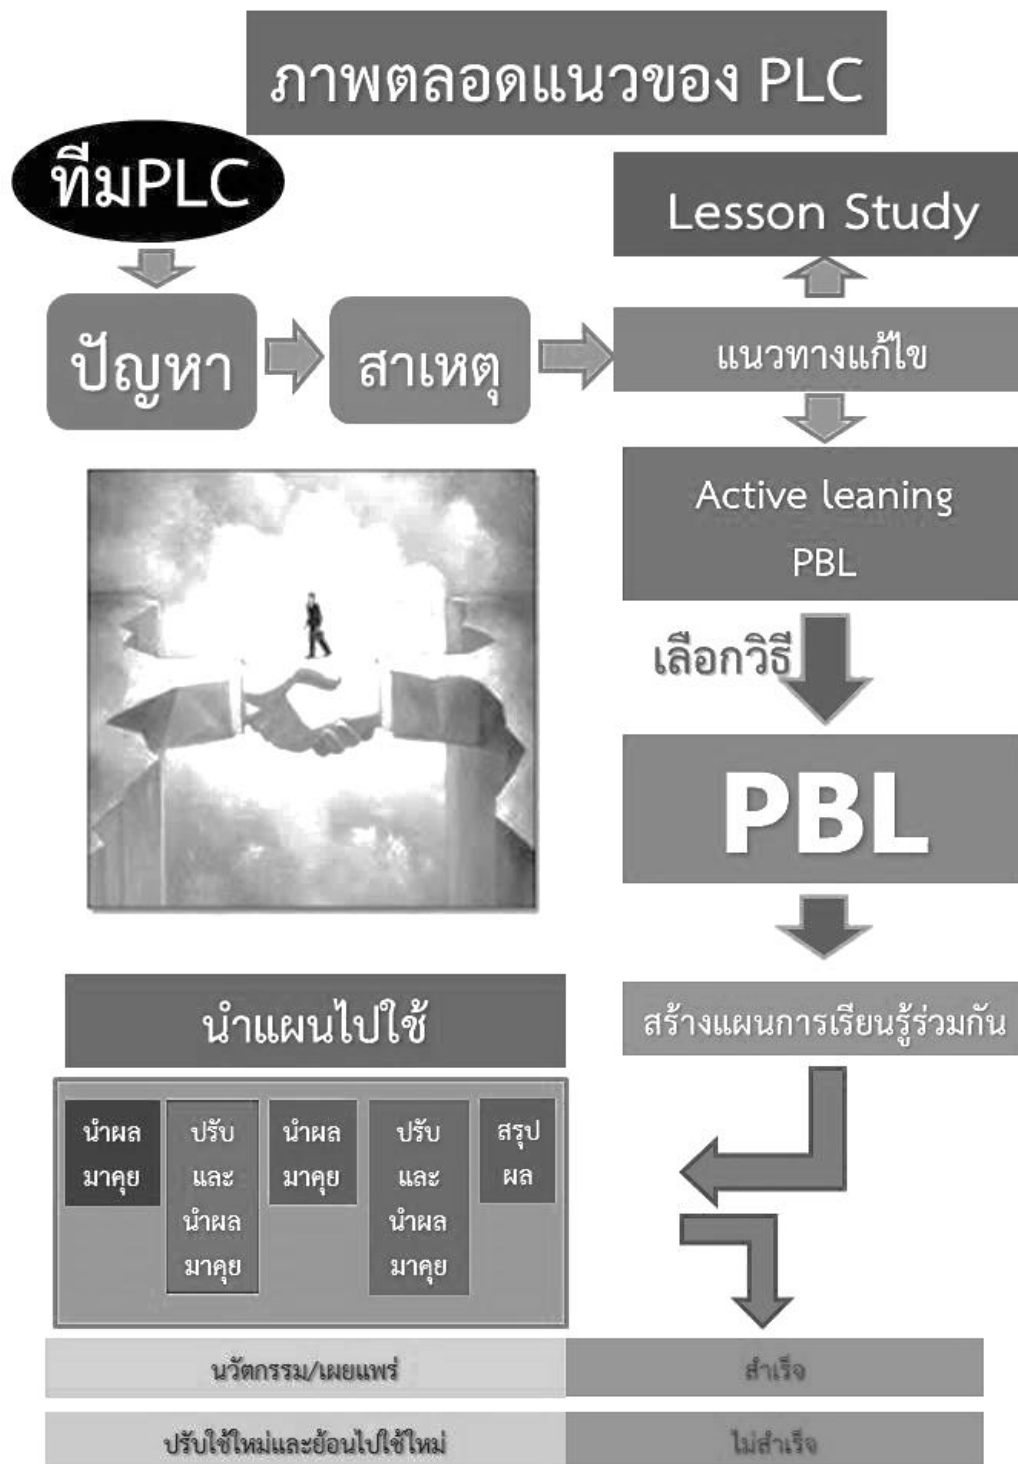 ภาพตลอดแนวของ PLC
ทีมPLC
Lesson Study
ปัญหา
สาเหตุ
แนวทางแก้ไข
Active leaning
PBL
เลือกวิธี
PBL
สร้างแผนการเรียนรู้ร่วมกัน
นำแผนไปใช้
นำผล
มาคุย
ปรับ
และ
นำผล
มาคุย
นำผล
มาคุย
ปรับ
และ
นำผล
มาคุย
สรุป
ผล
นวัตกรรม/เผยแพร่
สำเร็จ
ปรับใช้ใหม่และย้อนไปใช้ใหม่
ไม่สำเร็จ